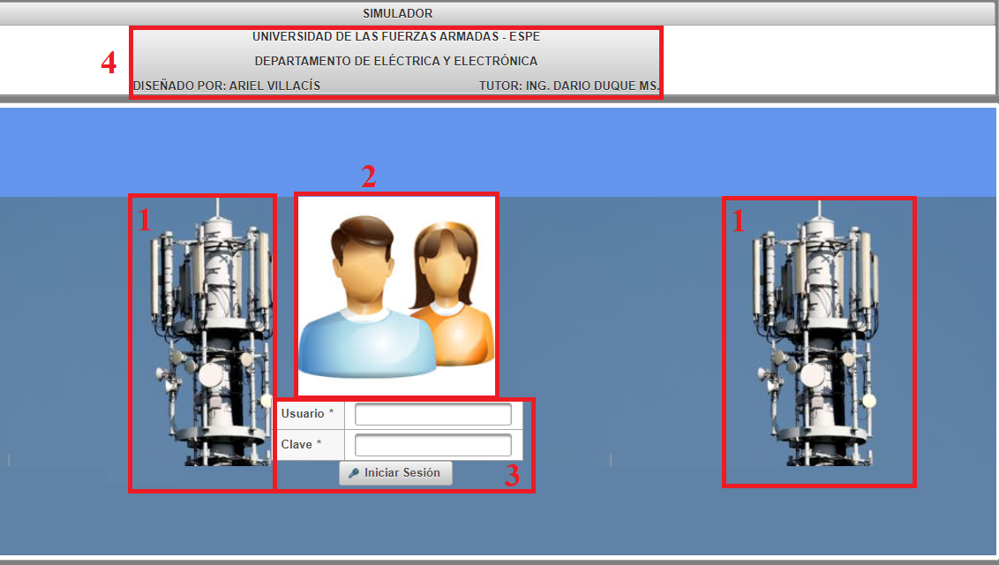 SIMULADOR
UNIVERSIDAD DE LAS FUERZAS ARMADAS - ESPE
4
DEPARTAMENTO DE ELÉCTRICA Y ELECTRÓNICA
DISEÑADO POR: ARIEL VILLACÍS TUTOR: ING. DARIO DUQUE MS.
2
1 1
Usuario *
Clave *
Iniciar Sesión 3